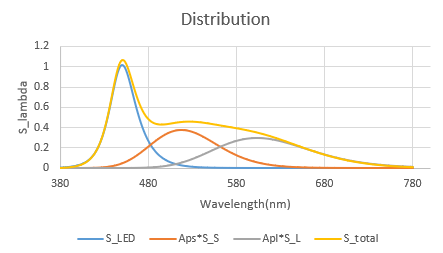 Distribution
1.2
1
0.8
0.6
0.4
0.2
0
S_lambda
380 480 580 680 780
Wavelength(nm)
S_LED Aps*S_S Apl*S_L S_total